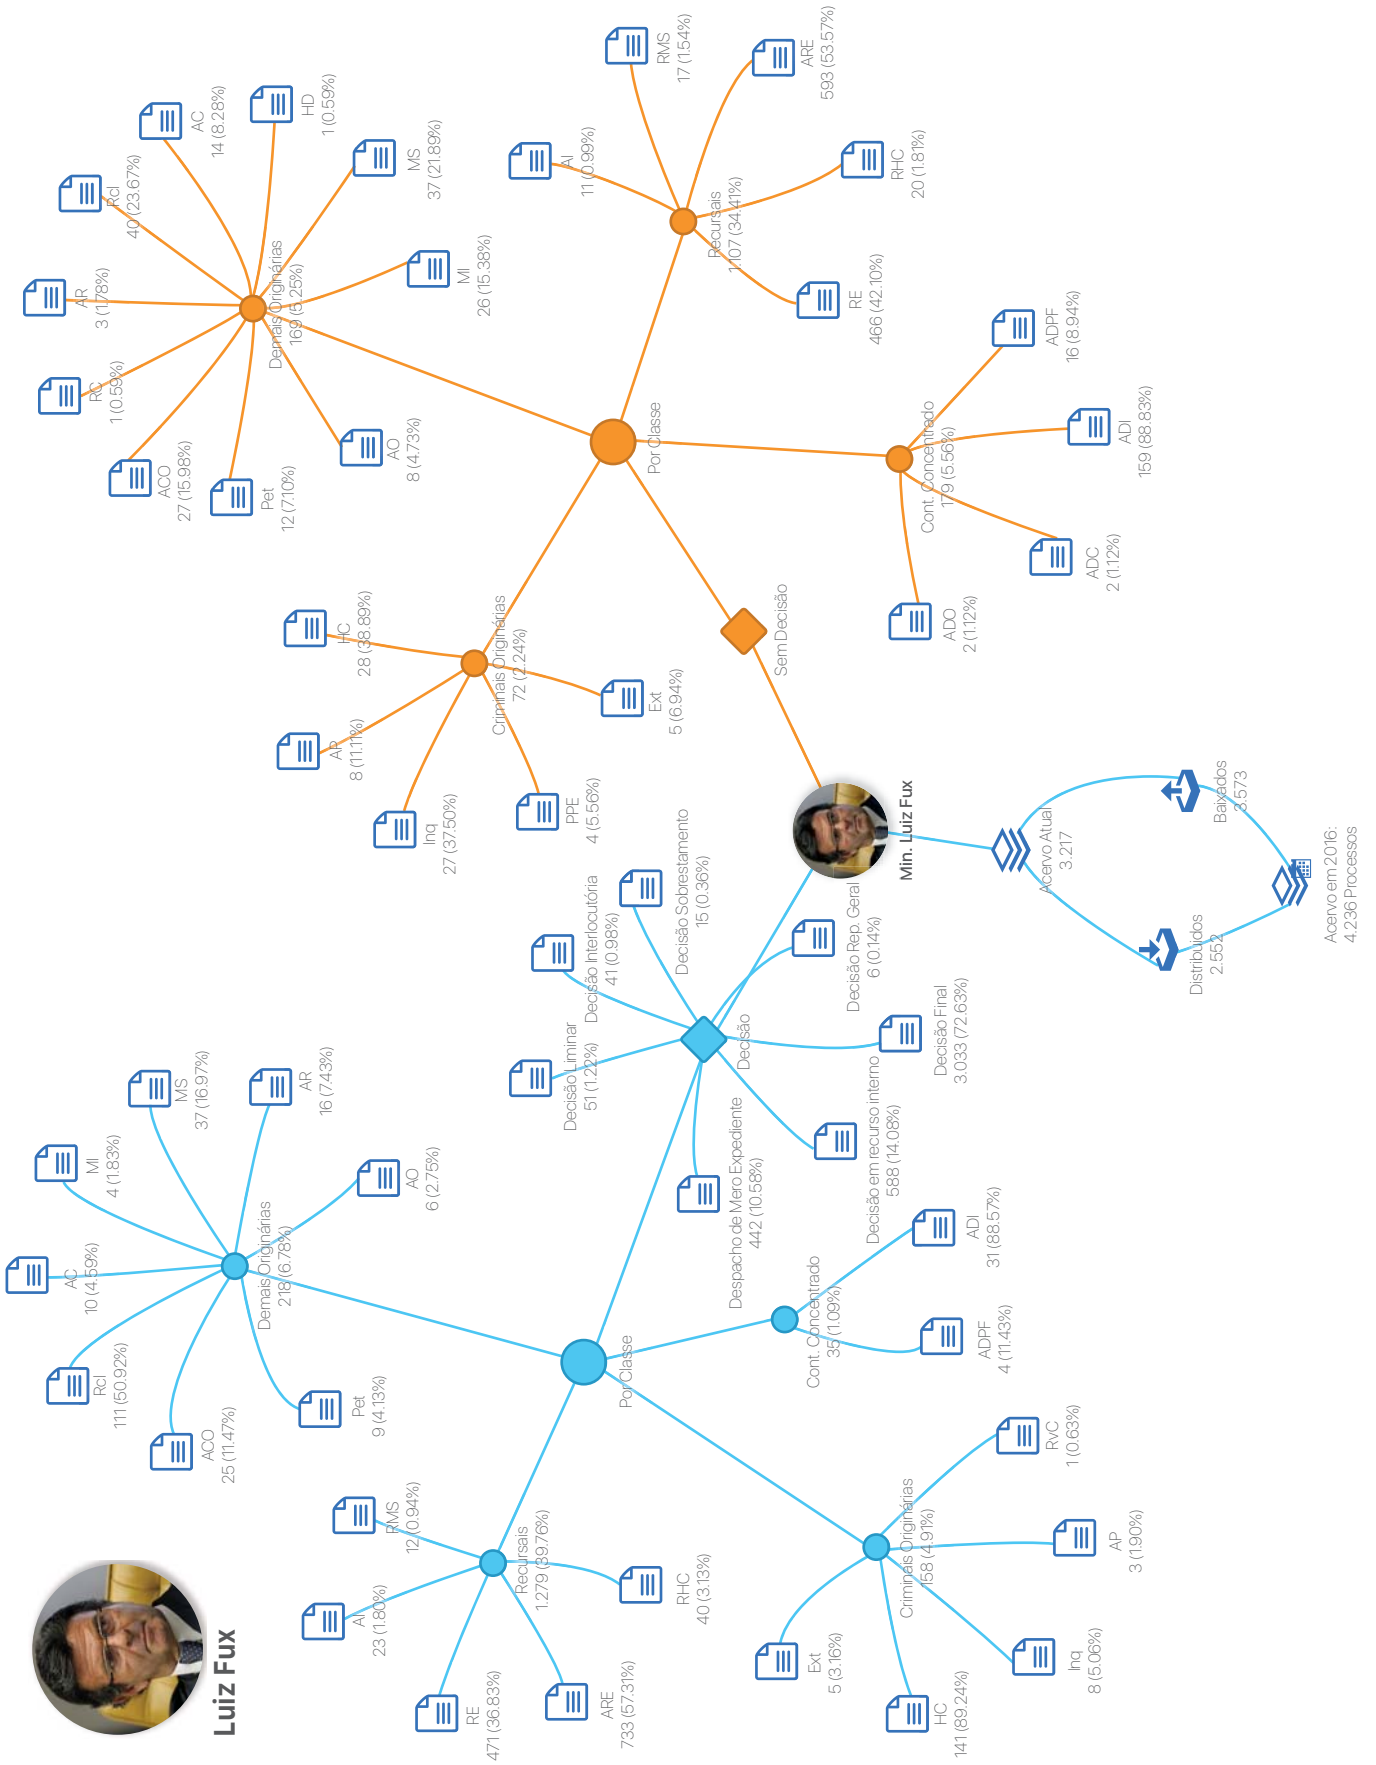 Luiz Fux
RE
471 (36.83%)
ARE
733 (57.31%)
AI
23 (1.80%)
RMS
12 (0.94%)
RHC
40 (3.13%)
Recursais
1.279 (39.76%)
Rcl
111 (50.92%)
ACO
25 (11.47%)
Pet
9 (4.13%)
AC
10 (4.59%)
MI
4 (1.83%)
MS
37 (16.97%)
AR
16 (7.43%)
AO
6 (2.75%)
Demais Originárias
218 (6.78%)
Por Classe
Ext
5 (3.16%)
HC
141 (89.24%)
Inq
8 (5.06%)
AP
3 (1.90%)
RvC
1 (0.63%)
Criminais Originárias
158 (4.91%)
Cont. Concentrado
35 (1.09%)
ADPF
4 (11.43%)
ADI
31 (88.57%)
Decisão
Despacho de Mero Expediente
442 (10.58%)
Decisão em recurso interno
588 (14.08%)
Decisão Final
3.033 (72.63%)
Decisão Rep. Geral
6 (0.14%)
Decisão Liminar
51 (1.22%)
Decisão Interlocutória
41 (0.98%)
Decisão Sobrestamento
15 (0.36%)
Min. Luiz Fux
Acervo Atual
3.217
Distribuidos
2.552
Baixados
3.573
Acervo em 2016:
4.236 Processos
Sem Decisão
Por Classe
Criminais Originárias
72 (2.24%)
Inq
27 (37.50%)
AP
8 (11.11%)
HC
28 (38.89%)
PPE
4 (5.56%)
Ext
5 (6.94%)
Demais Originárias
169 (5.25%)
ACO
27 (15.98%)
Pet
12 (7.10%)
AO
8 (4.73%)
RC
1 (0.59%)
AR
3 (1.78%)
Rcl
40 (23.67%)
AC
14 (8.28%)
HD
1 (0.59%)
MS
37 (21.89%)
MI
26 (15.38%)
Recursais
1.107 (34.41%)
AI
11 (0.99%)
RMS
17 (1.54%)
ARE
593 (53.57%)
RHC
20 (1.81%)
RE
466 (42.10%)
Cont. Concentrado
179 (5.56%)
ADO
2 (1.12%)
ADC
2 (1.12%)
ADI
159 (88.83%)
ADPF
16 (8.94%)